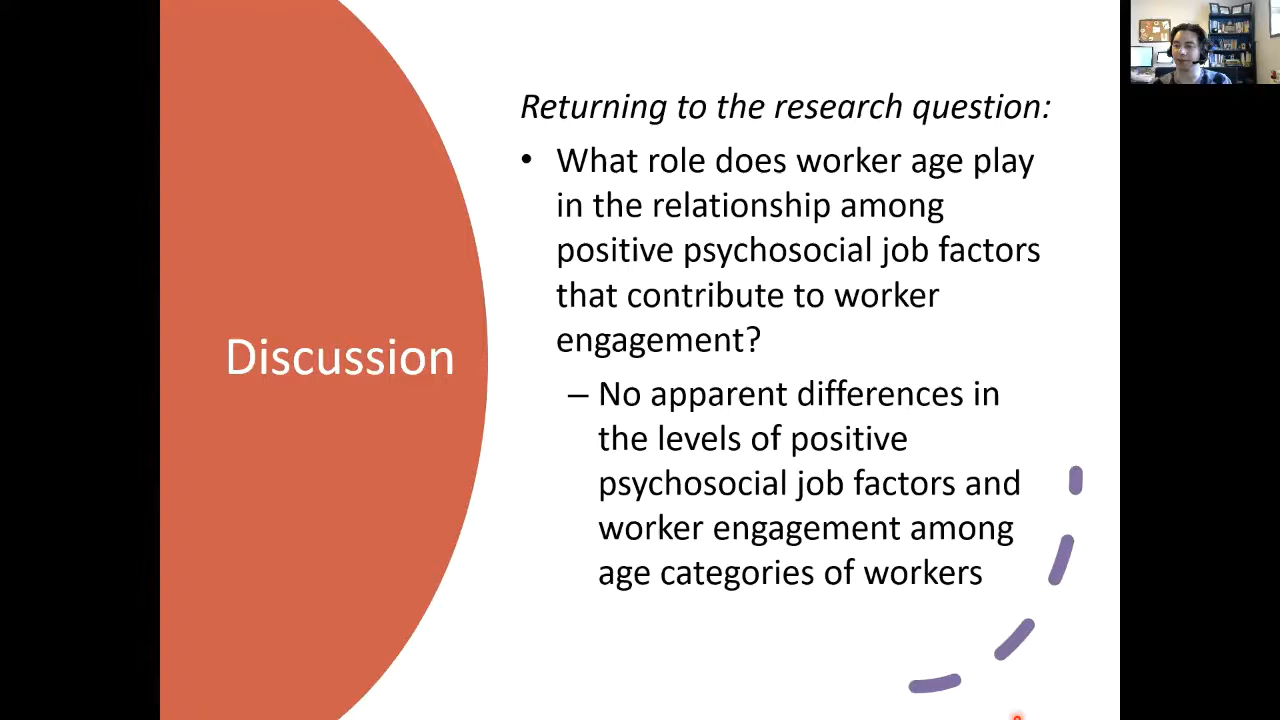 Discussion
Returning to the research question:
• What role does worker age play
in the relationship among
positive psychosocial job factors
that contribute to worker
engagement?
– No apparent differences in
the levels of positive
psychosocial job factors and
worker engagement among
age categories of workers